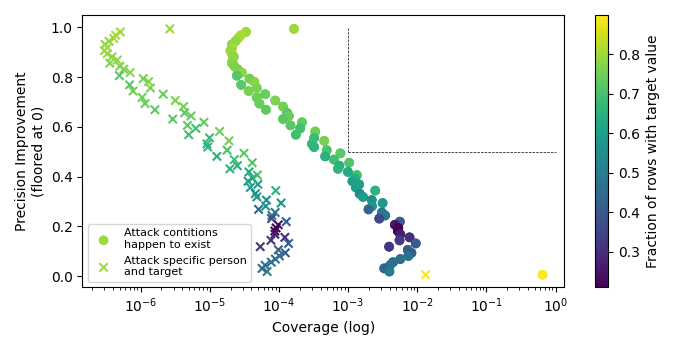 1.0
0.8
0.6
0.4
0.2
0.0
Precision Improvement
(floored at 0)
Attack contitions
happen to exist
Attack specific person
and target
10⁻⁶
10⁻⁵
10⁻⁴
10⁻³
10⁻²
10⁻¹
10⁰
Coverage (log)
0.8
0.7
0.6
0.5
0.4
0.3
Fraction of rows with target value